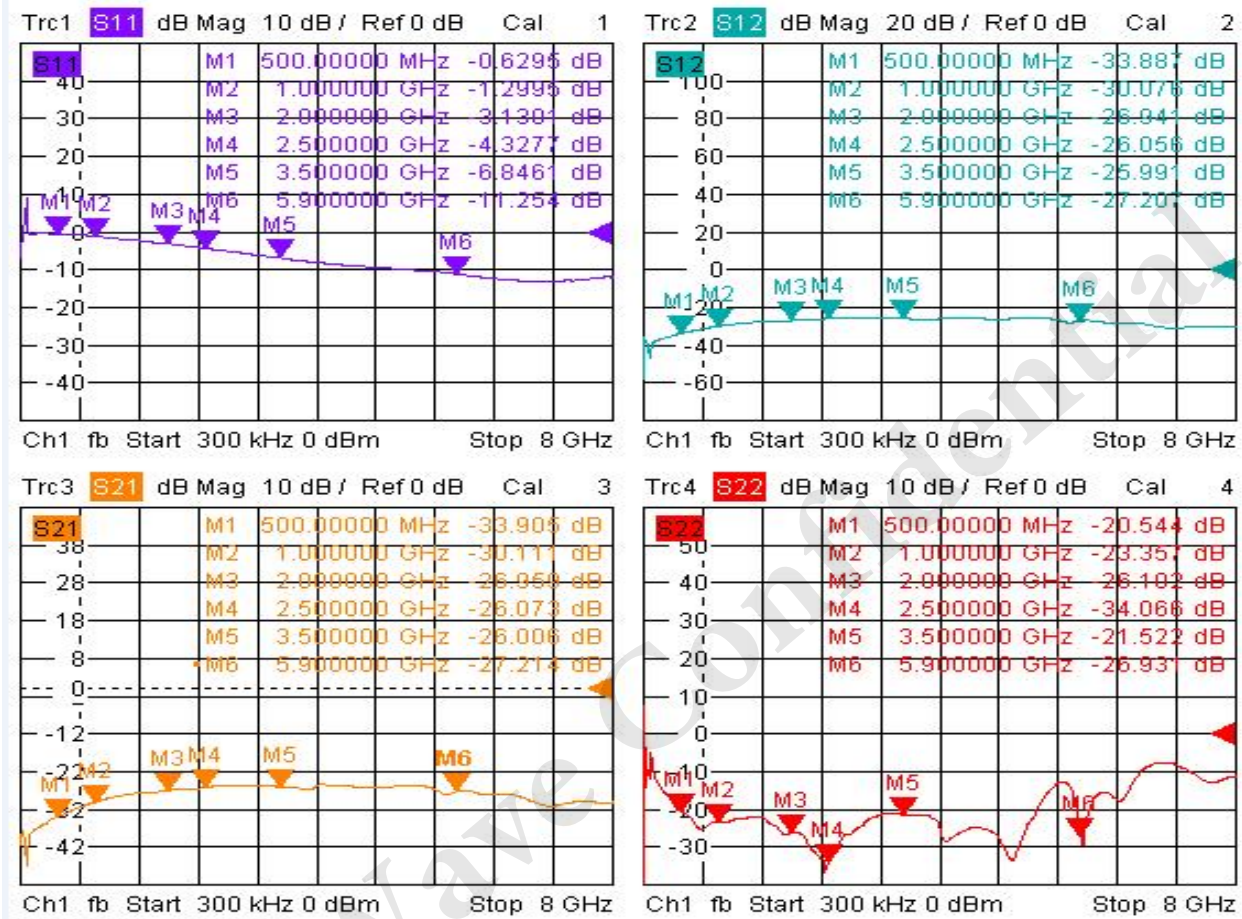 Trc1 S11 dB Mag 10 dB / Ref 0 dB Cal 1
S11
M1 500.00000 MHz -0.6295 dB
M2 1.000000 GHz -1.2995 dB
M3 2.000000 GHz -3.1301 dB
M4 2.500000 GHz -4.3277 dB
M5 3.500000 GHz -6.8461 dB
M6 5.900000 GHz -11.254 dB
40
30
20
10
0
-10
-20
-30
-40
M1 M2 M3 M4 M5 M6
Ch1 fb Start 300 kHz 0 dBm Stop 8 GHz
Trc2 S12 dB Mag 20 dB / Ref 0 dB Cal 2
S12
M1 500.00000 MHz -33.887 dB
M2 1.000000 GHz -30.076 dB
M3 2.000000 GHz -26.041 dB
M4 2.500000 GHz -26.056 dB
M5 3.500000 GHz -25.991 dB
M6 5.900000 GHz -27.207 dB
100
80
60
40
20
0
-20
-40
-60
M1 M2 M3 M4 M5 M6
Ch1 fb Start 300 kHz 0 dBm Stop 8 GHz
Trc3 S21 dB Mag 10 dB / Ref 0 dB Cal 3
S21
M1 500.00000 MHz -33.905 dB
M2 1.000000 GHz -30.111 dB
M3 2.000000 GHz dB
M4 2.500000 GHz -26.073 dB
M5 3.500000 GHz -26.006 dB
•M6 5.900000 GHz -27.214 dB
38
28
18
8
0
-12
-22
-32
-42
M1 M2 M3 M4 M5 M6
Ch1 fb Start 300 kHz 0 dBm Stop 8 GHz
Trc4 S22 dB Mag 10 dB / Ref 0 dB Cal 4
S22
M1 500.00000 MHz -20.544 dB
M2 1.000000 GHz -23.357 dB
M3 2.000000 GHz -26.102 dB
M4 2.500000 GHz -34.066 dB
M5 3.500000 GHz -21.522 dB
M6 5.900000 GHz -26.931 dB
50
40
30
20
10
0
-10
-20
-30
M1 M2 M3 M4 M5 M6
Ch1 fb Start 300 kHz 0 dBm Stop 8 GHz
Wave Confidential